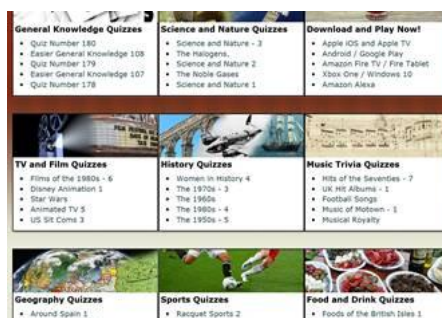 General Knowledge Quizzes
Quiz Number 180
Easier General Knowledge 108
Quiz Number 179
Easier General Knowledge 107
Quiz Number 178
Science and Nature Quizzes
Science and Nature - 3
The Halogens,
Science and Nature 2
The Noble Gases
Science and Nature 1
Download and Play Now!
Apple iOS and Apple TV
Android / Google Play
Amazon Fire TV / Fire Tablet
Xbox One / Windows 10
Amazon Alexa
TV and Film Quizzes
Films of the 1980s - 6
Disney Animation 1
Star Wars
Animated TV 5
US Sit Coms 3
History Quizzes
Women in History 4
The 1970s - 3
The 1960s
The 1980s - 4
The 1950s - 5
Music Trivia Quizzes
Hits of the Seventies - 7
UK Hit Albums - 1
Football Songs
Music of Motown - 1
Musical Royalty
Geography Quizzes
Around Spain 1
Sports Quizzes
Racquet Sports 2
Food and Drink Quizzes
Foods of the British Isles 1